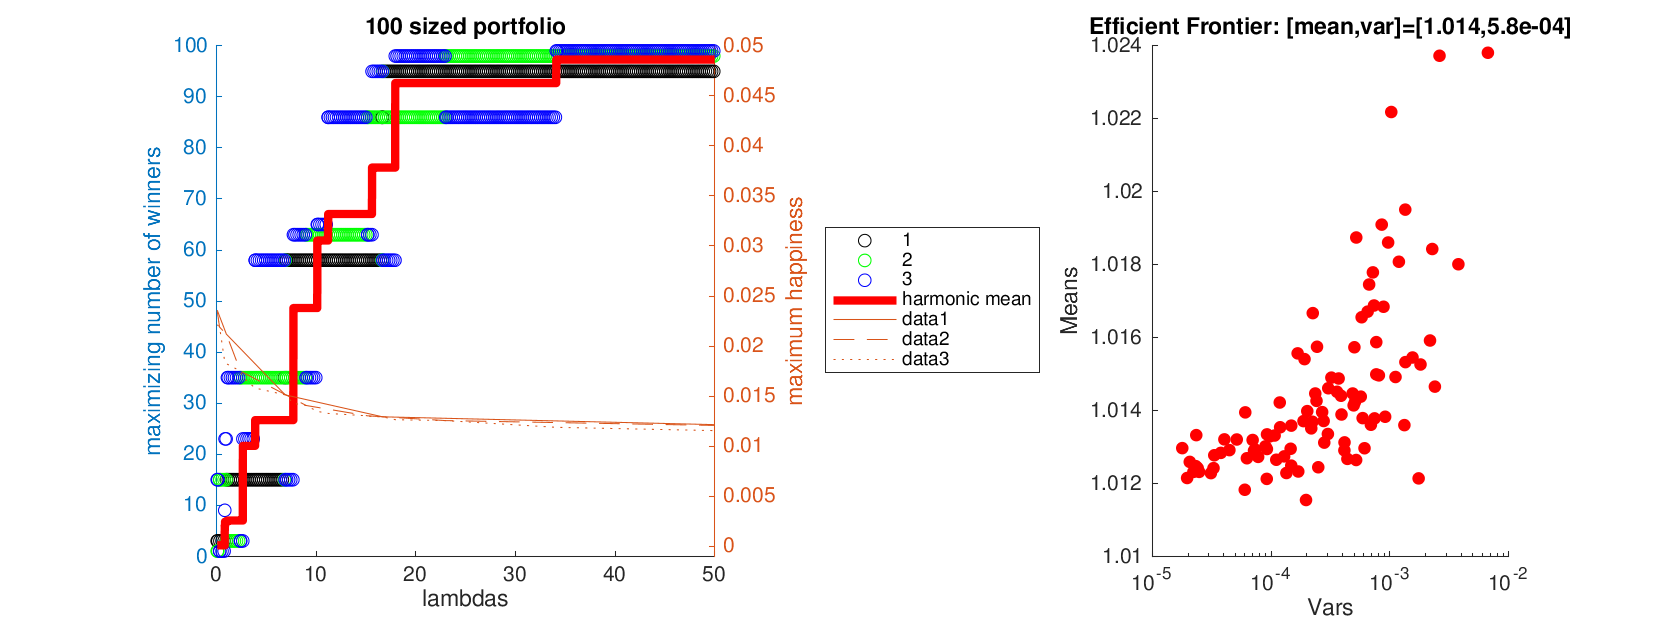 100 sized portfolio
maximizing number of winners
100
90
80
70
60
50
40
30
20
10
0
0 10 20 30 40 50
lambdas
0.05
0.045
0.04
0.035
0.03
0.025
0.02
0.015
0.01
0.005
0
maximum happiness
1
2
3
harmonic mean
data1
data2
data3
Efficient Frontier: [mean,var]=[1.014,5.8e-04]
Means
1.024
1.022
1.02
1.018
1.016
1.014
1.012
1.01
10-5 10-4 10-3 10-2
Vars